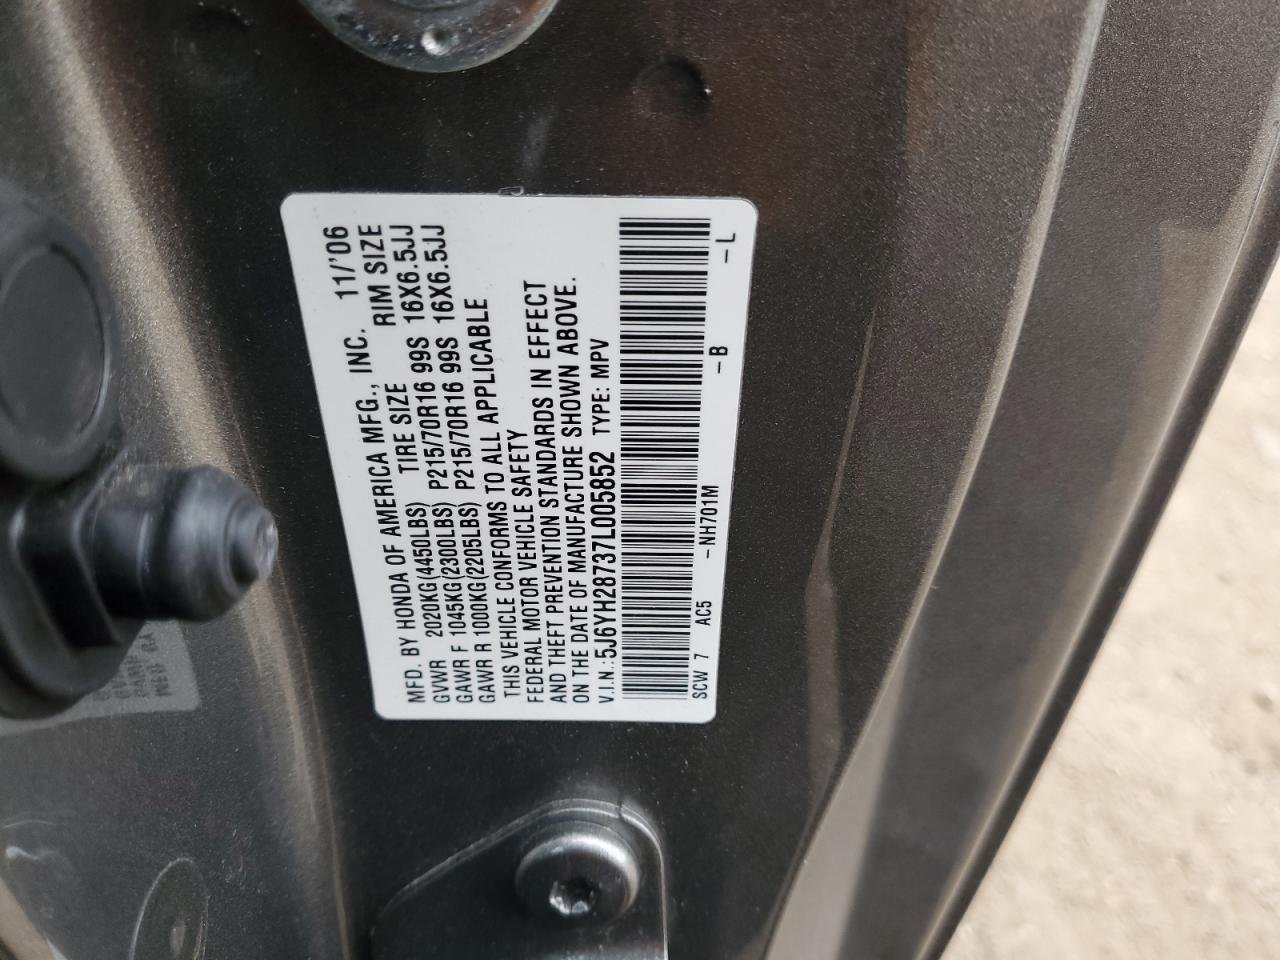 MFD. BY HONDA OF AMERICA MFG., INC. 11/'06
GVWR 2020KG(4450LBS) TIRE SIZE RIM SIZE
GAWR F 1045KG(2300LBS) P215/70R16 99S 16X6.5JJ
GAWR R 1000KG(2205LBS) P215/70R16 99S 16X6.5JJ
THIS VEHICLE CONFORMS TO ALL APPLICABLE
FEDERAL MOTOR VEHICLE SAFETY
AND THEFT PREVENTION STANDARDS IN EFFECT
ON THE DATE OF MANUFACTURE SHOWN ABOVE.
V.I.N.:5J6YH28737L005852 TYPE: MPV
SCW 7 AC5 -NH701M -B -L